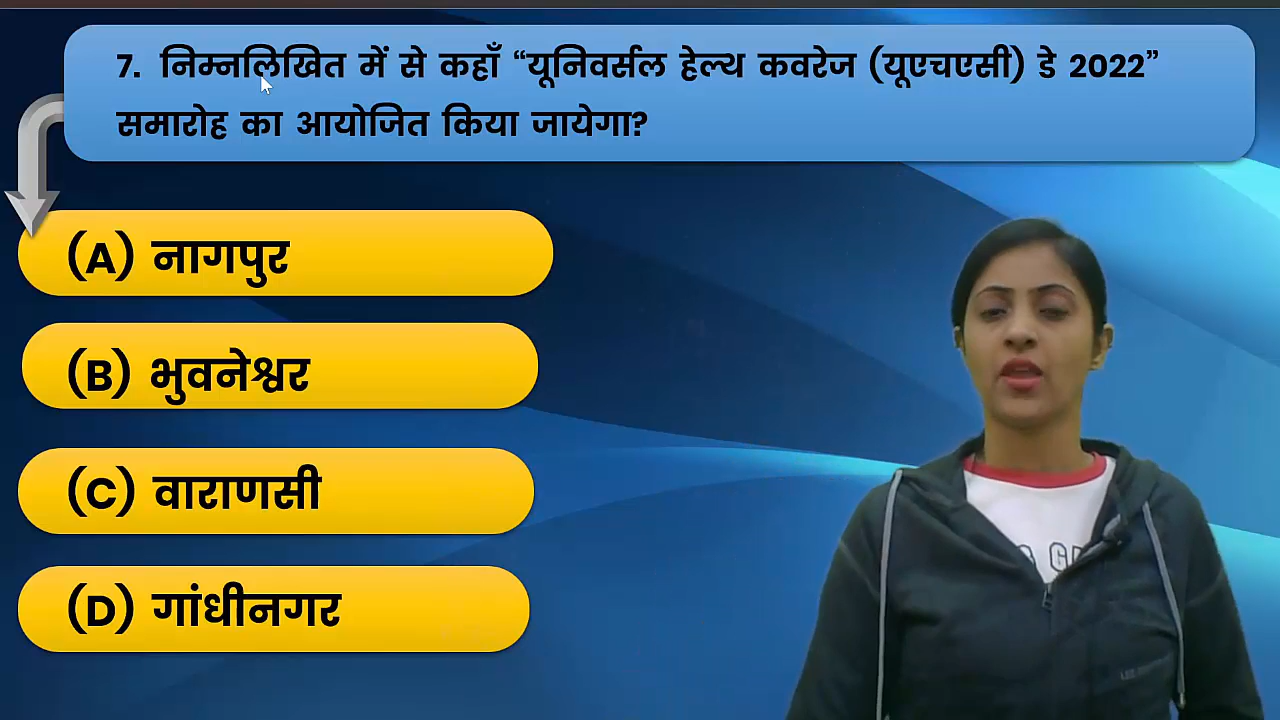 7. निम्नलिखित में से कहाँ “यूनिवर्सल हेल्थ कवरेज (यूएचएसी) डे 2022”
समारोह का आयोजित किया जायेगा?
(A) नागपुर
(B) भुवनेश्वर
(C) वाराणसी
(D) गांधीनगर